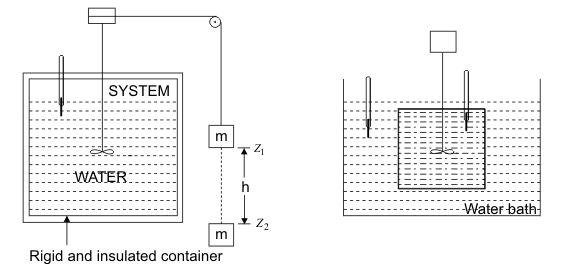 SYSTEM
WATER
m
Z1
h
Z2
m
Rigid and insulated container
Water bath